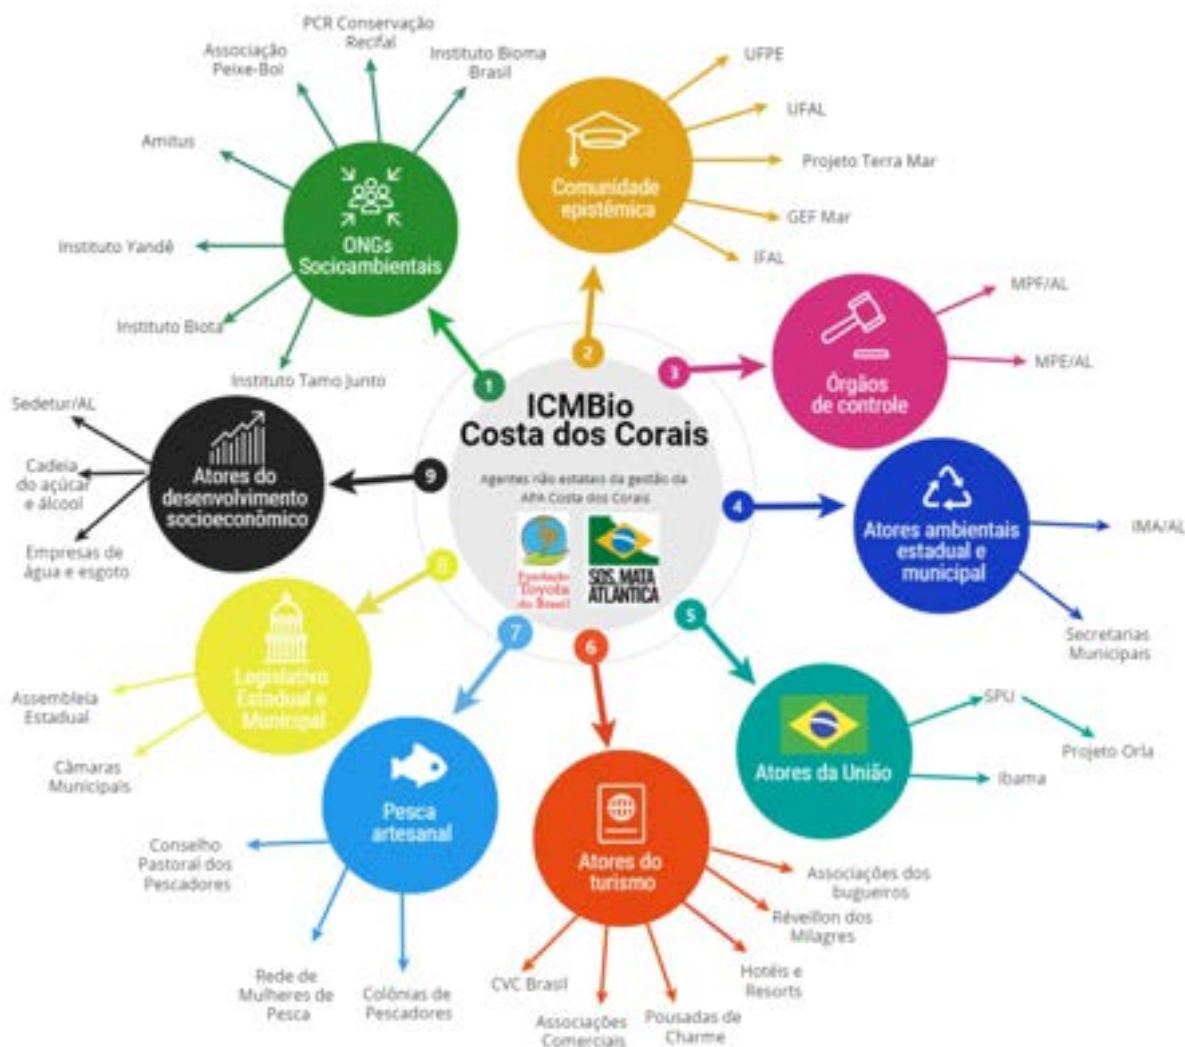 PCR Conservação
Recifal
Associação
Peixe-Boi
Instituto Bioma
Brasil
Amitus
Instituto Yandê
Instituto Biota
Instituto Tamo Junto
ONGs
Socioambientais
1
UFPE
UFAL
Projeto Terra Mar
GEF Mar
IFAL
Comunidade
epistêmica
2
MPF/AL
MPE/AL
Órgãos
de controle
3
ICMBio
Costa dos Corais
Agentes não estatais da gestão da
APA Costa dos Corais
Fundação
Toyota
do Brasil
SOS MATA
ATLÂNTICA
4
Atores ambientais
estadual e
municipal
IMA/AL
Secretarias
Municipais
5
Atores da União
SPU
Projeto Orla
Ibama
6
Atores do
turismo
Associações dos
bugueiros
Réveillon dos
Milagres
Hotéis e
Resorts
Pousadas de
Charme
Associações
Comerciais
CVC Brasil
7
Pesca
artesanal
Conselho
Pastoral dos
Pescadores
Rede de
Mulheres de
Pesca
Colônias de
Pescadores
8
Legislativo
Estadual e
Municipal
Assembleia
Estadual
Câmaras
Municipais
9
Atores do
desenvolvimento
socioeconômico
Sedetur/AL
Cadeia
do açúcar
e álcool
Empresas de
água e esgoto